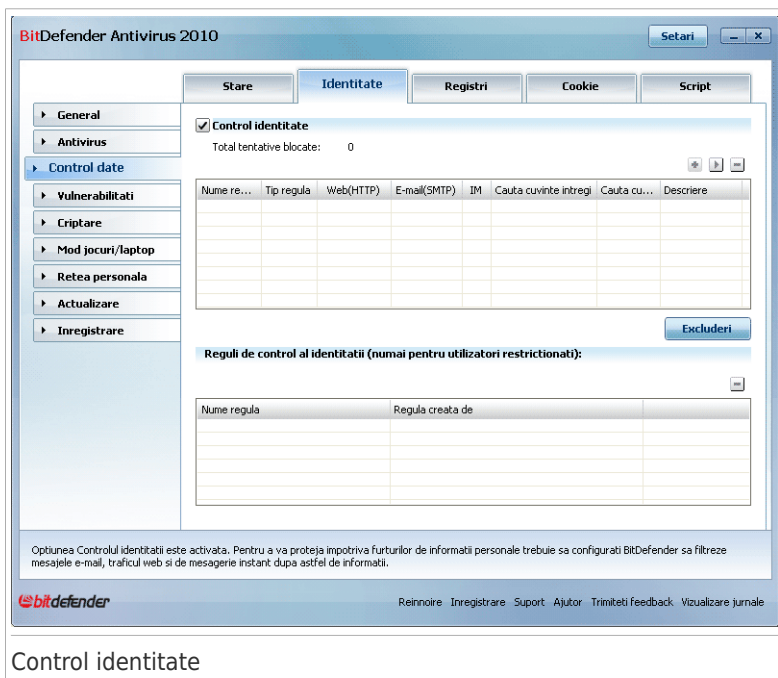 BitDefender Antivirus 2010
Setari
Stare
Identitate
Registri
Cookie
Script
General
Antivirus
Control date
Vulnerabilitati
Criptare
Mod jocuri/laptop
Retea personala
Actualizare
Inregistrare
Control identitate
Total tentative blocate: 0
Nume re... Tip regula Web(HTTP) E-mail(SMTP) IM Cauta cuvinte intregi Cauta cu... Descriere
Excluderi
Reguli de control al identitatii (numai pentru utilizatori restrictionati):
Nume regula Regula creata de
Optiunea Controlul identitatii este activata. Pentru a va proteja impotriva furturilor de informatii personale trebuie sa configurati BitDefender sa filtreze
mesajele e-mail, traficul web si de mesagerie instant dupa astfel de informatii.
bitdefender
Reinnoire Inregistrare Suport Ajutor Trimiteti feedback Vizualizare jurnale
Control identitate